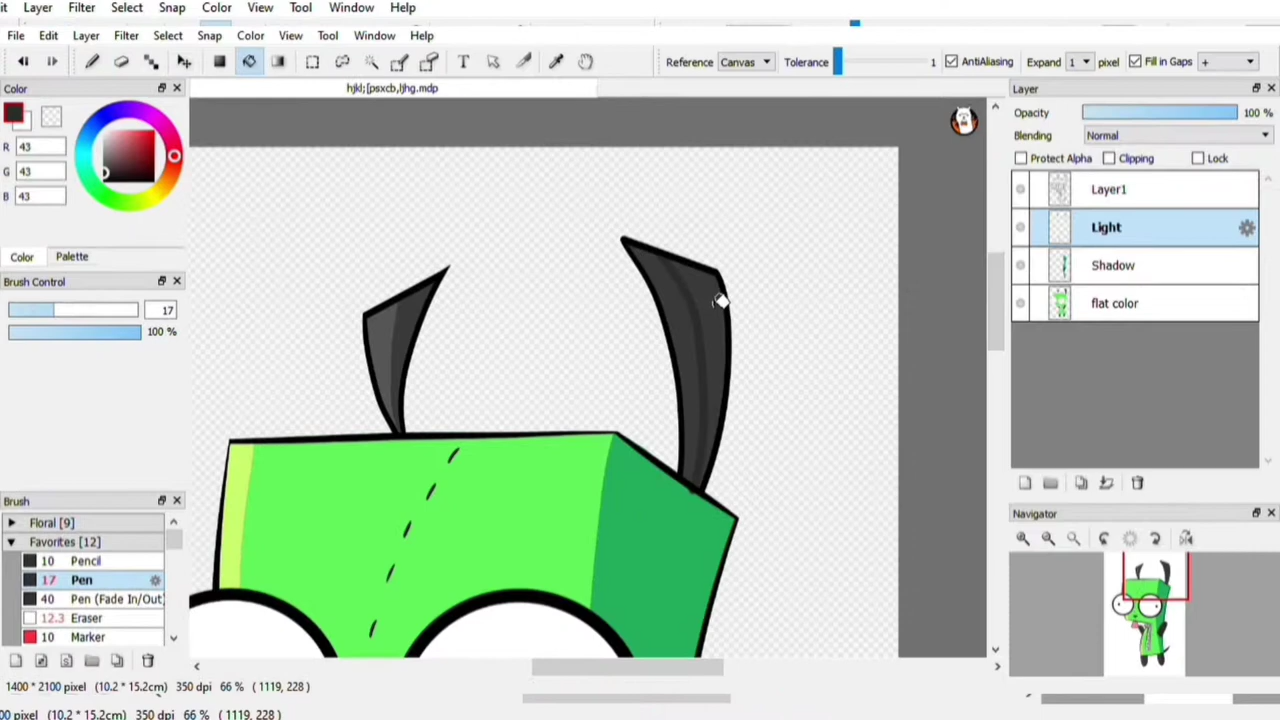 it Layer Filter Select Snap Color View Tool Window Help
File Edit Layer Filter Select Snap Color View Tool Window Help
Reference Canvas Tolerance 1 AntiAliasing Expand 1 pixel Fill in Gaps +
Color
hjkl;[psxcb,ljhg.mdp
Layer
R 43
G 43
B 43
Opacity 100 %
Blending Normal
Protect Alpha Clipping Lock
Layer1
Light
Shadow
flat color
Color Palette
Brush Control
17
100 %
Brush
Floral [9]
Favorites [12]
10 Pencil
17 Pen
40 Pen (Fade In/Out)
12.3 Eraser
10 Marker
Navigator
1400 * 2100 pixel (10.2 * 15.2cm) 350 dpi 66 % ( 1119, 228 )
00 pixel (10.2 * 15.2cm) 350 dpi 66 % ( 1119, 228 )